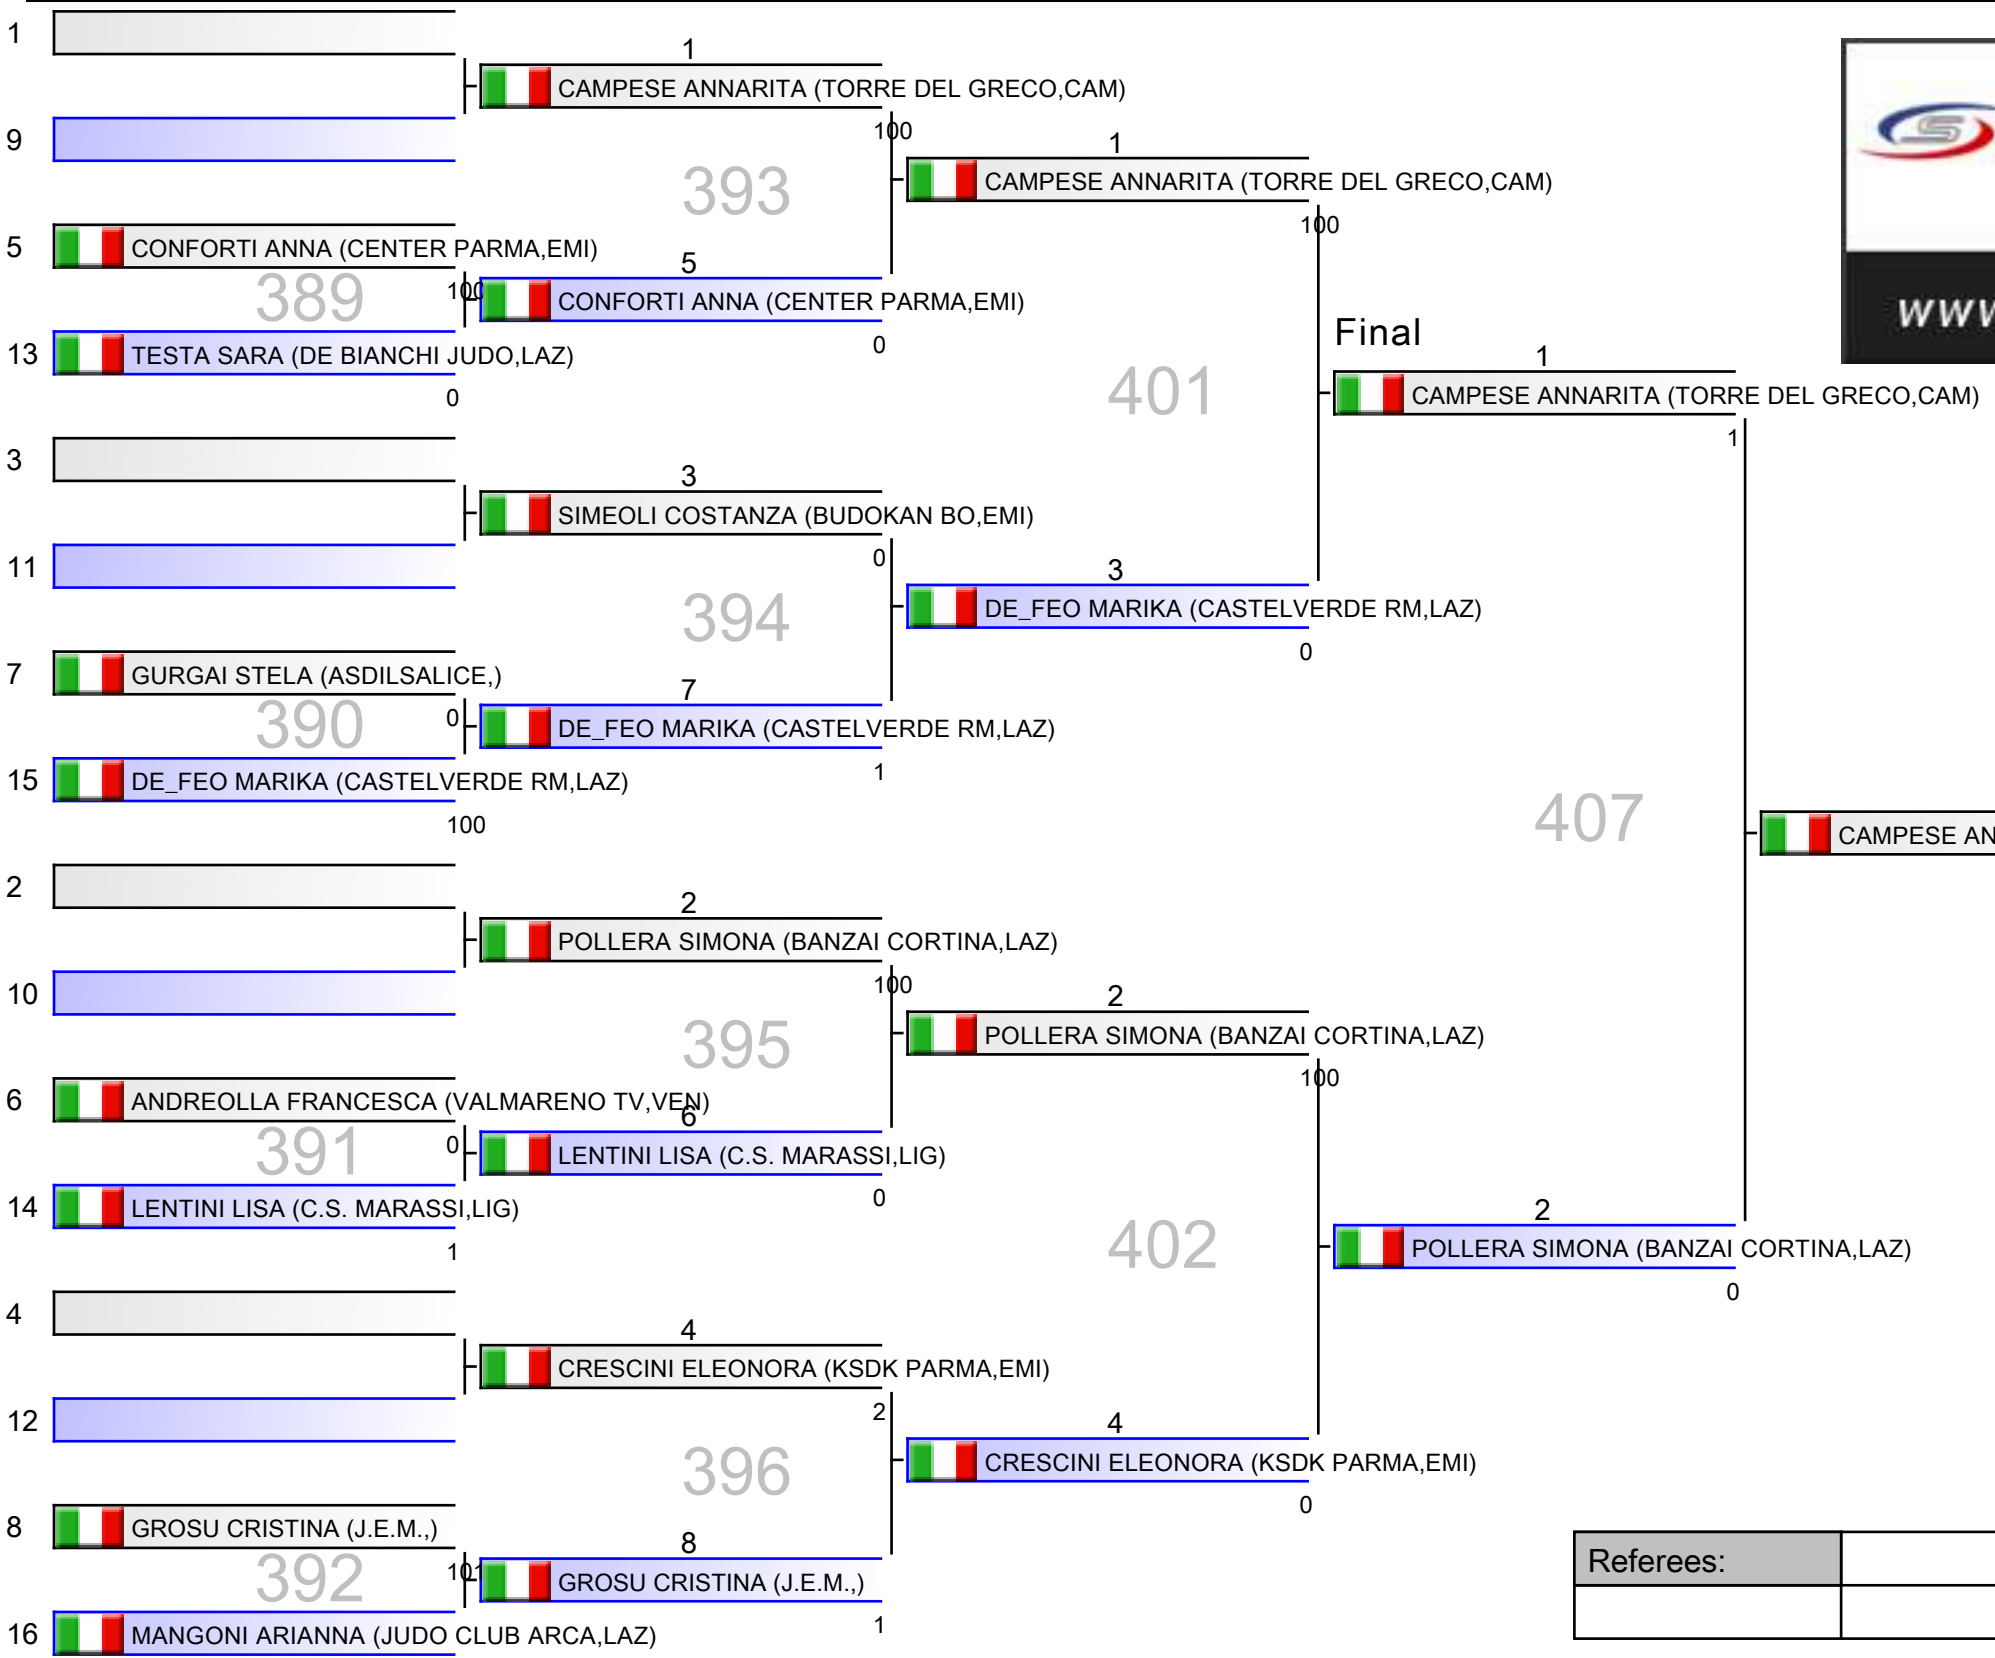 1
1
CAMPESE ANNARITA (TORRE DEL GRECO,CAM)
9
100
1
393
CAMPESE ANNARITA (TORRE DEL GRECO,CAM)
100
5
CONFORTI ANNA (CENTER PARMA,EMI)
389
100
5
CONFORTI ANNA (CENTER PARMA,EMI)
0
13
TESTA SARA (DE BIANCHI JUDO,LAZ)
0
401
Final
1
CAMPESE ANNARITA (TORRE DEL GRECO,CAM)
1
WWW
3
3
SIMEOLI COSTANZA (BUDOKAN BO,EMI)
0
11
394
3
DE_FEO MARIKA (CASTELVERDE RM,LAZ)
0
7
GURGAI STELA (ASDILSALICE,)
390
0
7
DE_FEO MARIKA (CASTELVERDE RM,LAZ)
1
15
DE_FEO MARIKA (CASTELVERDE RM,LAZ)
100
407
CAMPESE AN
2
2
POLLERA SIMONA (BANZAI CORTINA,LAZ)
100
10
395
2
POLLERA SIMONA (BANZAI CORTINA,LAZ)
100
6
ANDREOLLA FRANCESCA (VALMARENO TV,VEN)
391
0
6
LENTINI LISA (C.S. MARASSI,LIG)
0
14
LENTINI LISA (C.S. MARASSI,LIG)
1
402
2
POLLERA SIMONA (BANZAI CORTINA,LAZ)
0
4
4
CRESCINI ELEONORA (KSDK PARMA,EMI)
2
12
396
4
CRESCINI ELEONORA (KSDK PARMA,EMI)
0
8
GROSU CRISTINA (J.E.M.,)
392
101
8
GROSU CRISTINA (J.E.M.,)
1
16
MANGONI ARIANNA (JUDO CLUB ARCA,LAZ)
Referees: